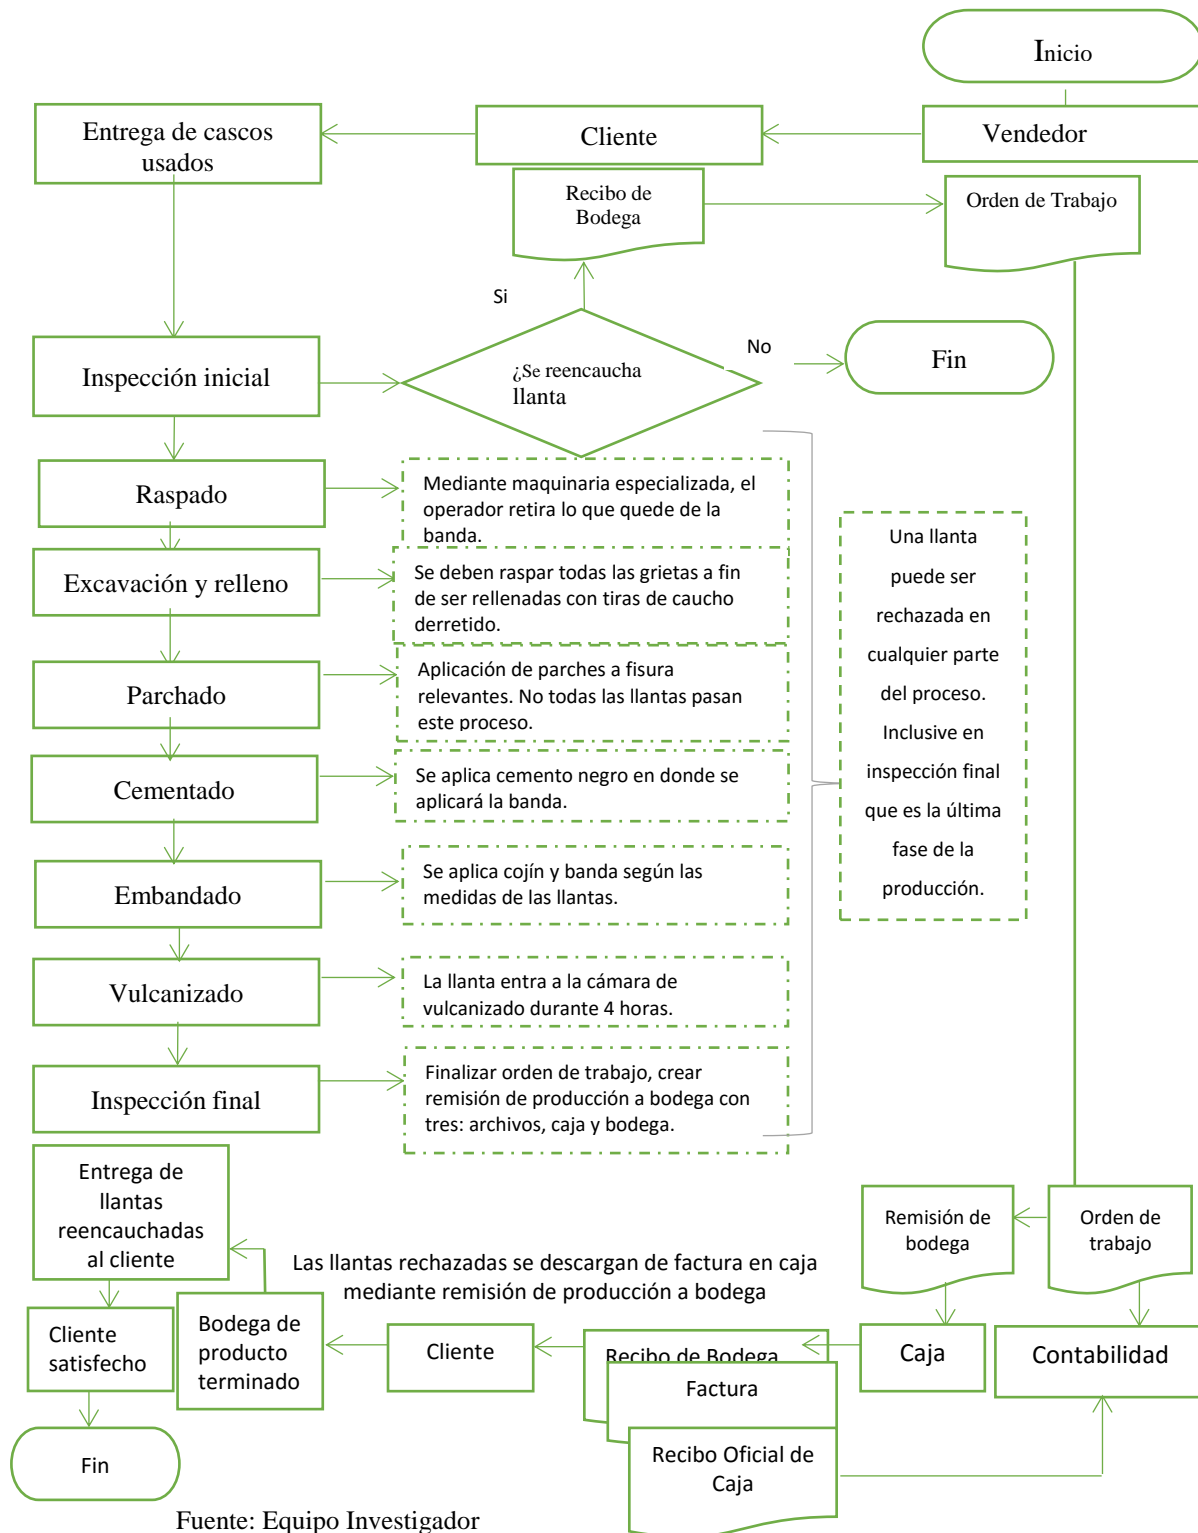 Inicio
Vendedor
Cliente
Entrega de cascos
usados
Recibo de
Bodega
Orden de Trabajo
Si
No
¿Se reencaucha
llanta
Fin
Inspección inicial
Raspado
Mediante maquinaria especializada, el
operador retira lo que quede de la
banda.
Excavación y relleno
Se deben raspar todas las grietas a fin
de ser rellenadas con tiras de caucho
derretido.
Parchado
Aplicación de parches a fisura
relevantes. No todas las llantas pasan
este proceso.
Cementado
Se aplica cemento negro en donde se
aplicará la banda.
Embandado
Se aplica cojín y banda según las
medidas de las llantas.
Vulcanizado
La llanta entra a la cámara de
vulcanizado durante 4 horas.
Inspección final
Finalizar orden de trabajo, crear
remisión de producción a bodega con
tres: archivos, caja y bodega.
Una llanta
puede ser
rechazada en
cualquier parte
del proceso.
Inclusive en
inspección final
que es la última
fase de la
producción.
Entrega de
llantas
reencauchadas
al cliente
Las llantas rechazadas se descargan de factura en caja
mediante remisión de producción a bodega
Remisión de
bodega
Orden de
trabajo
Cliente
satisfecho
Bodega de
producto
terminado
Cliente
Recibo de Bodega
Factura
Recibo Oficial de
Caja
Caja
Contabilidad
Fin
Fuente: Equipo Investigador